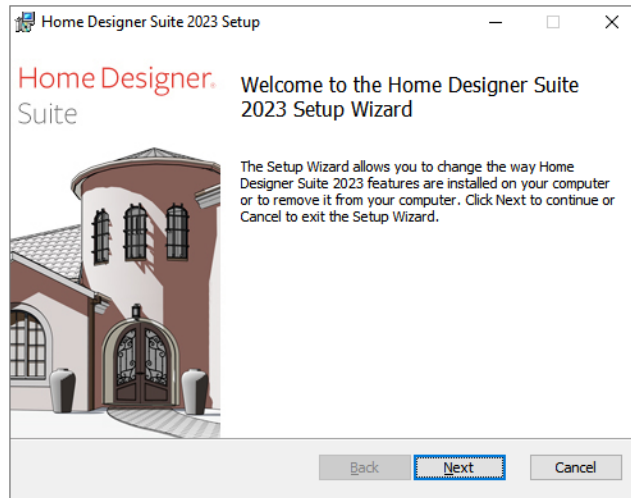 Home Designer Suite 2023 Setup
Home Designer®
Suite
Welcome to the Home Designer Suite
2023 Setup Wizard
The Setup Wizard allows you to change the way Home
Designer Suite 2023 features are installed on your computer
or to remove it from your computer. Click Next to continue or
Cancel to exit the Setup Wizard.
Back
Next
Cancel